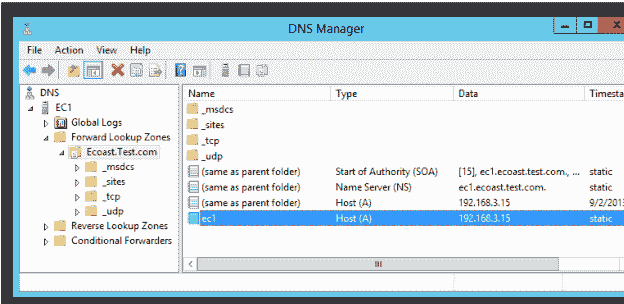 DNS Manager
File Action View Help
DNS
EC1
Global Logs
Forward Lookup Zones
Ecoast.Test.com
_msdcs
_sites
_tcp
_udp
Reverse Lookup Zones
Conditional Forwarders
Name Type Data Timesta
_msdcs
_sites
_tcp
_udp
(same as parent folder) Start of Authority (SOA) [15], ec1.ecoast.test.com., ... static
(same as parent folder) Name Server (NS) ec1.ecoast.test.com. static
(same as parent folder) Host (A) 192.168.3.15 9/2/2013
ec1 Host (A) 192.168.3.15 static